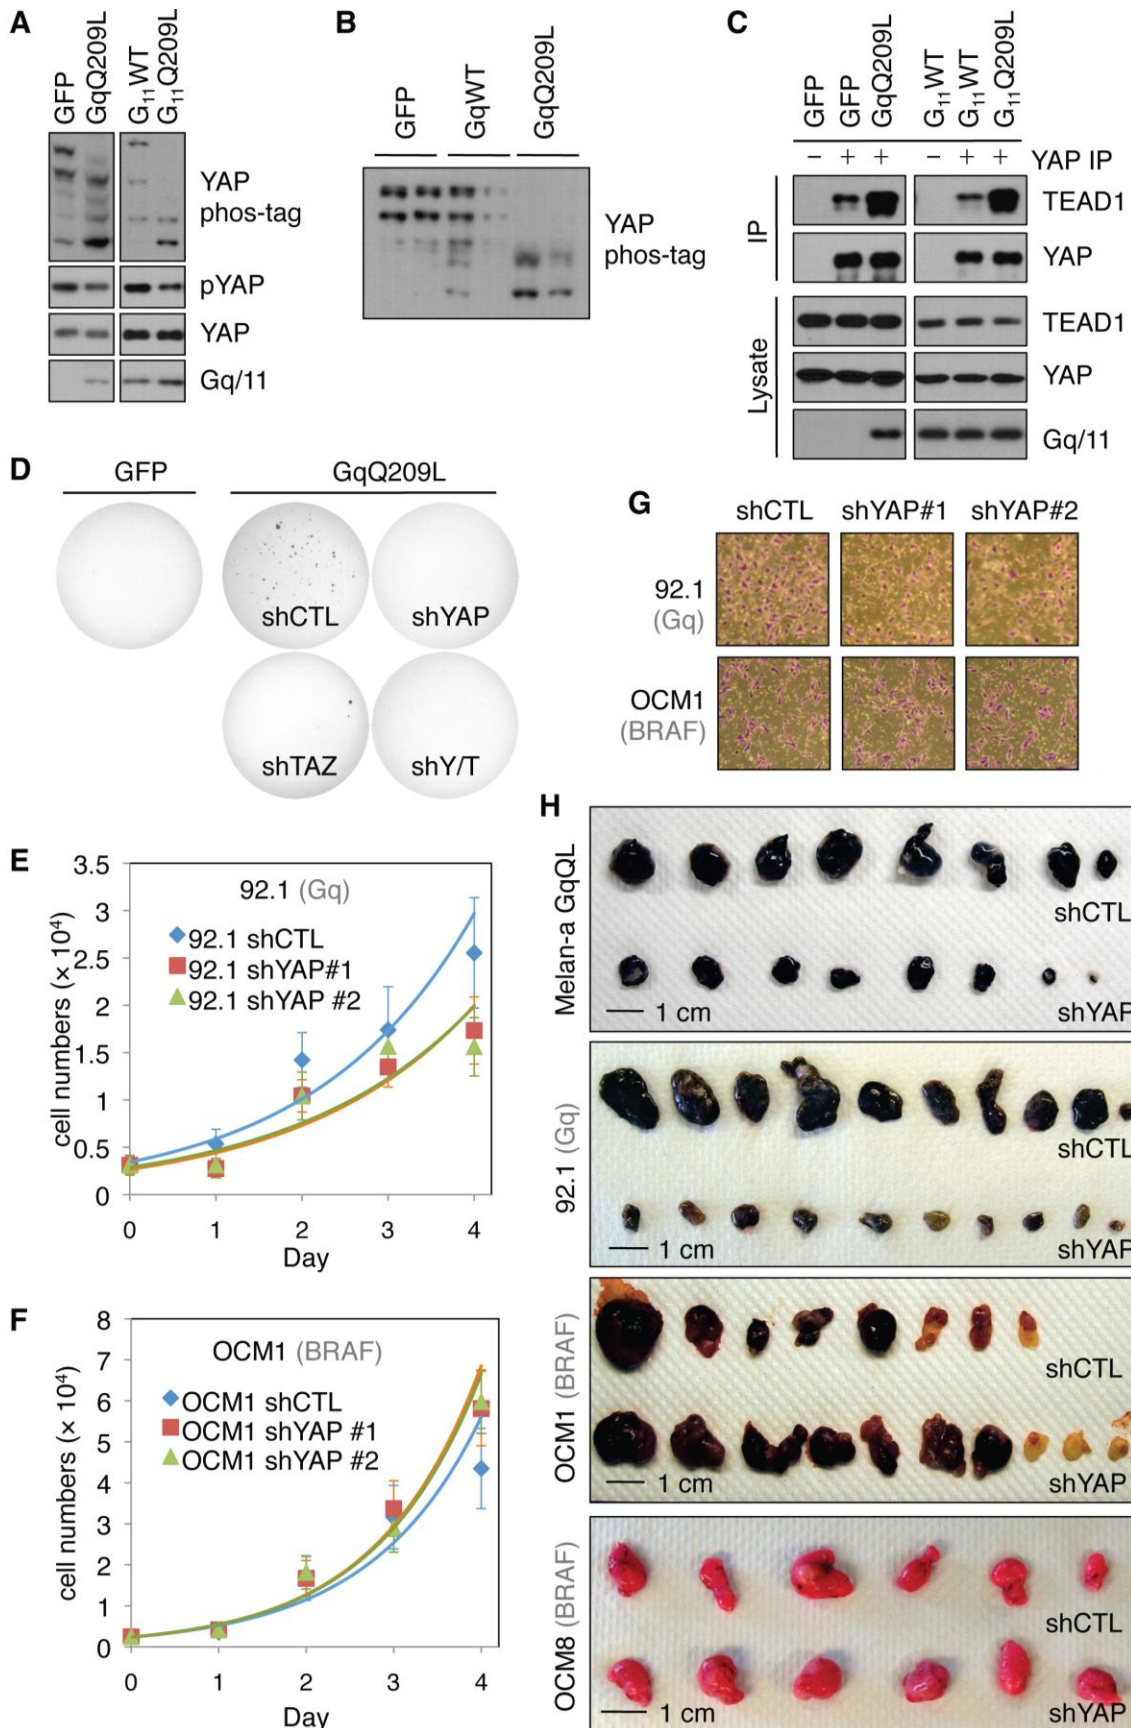 A
GFP
GqQ209L
G11WT
G11Q209L
YAP
phos-tag
pYAP
YAP
Gq/11
B
GFP
GqWT
GqQ209L
YAP
phos-tag
C
GFP
GFP
GqQ209L
G11WT
G11WT
G11Q209L
− + + − + + YAP IP
IP
TEAD1
YAP
Lysate
TEAD1
YAP
Gq/11
D
GFP
GqQ209L
shCTL
shYAP
shTAZ
shY/T
G
shCTL shYAP#1 shYAP#2
92.1
(Gq)
OCM1
(BRAF)
E
3.5
3
2.5
2
1.5
1
0.5
0
cell numbers (× 10⁴)
92.1 (Gq)
92.1 shCTL
92.1 shYAP#1
92.1 shYAP #2
0 1 2 3 4
Day
F
8
7
6
5
4
3
2
1
0
cell numbers (× 10⁴)
OCM1 (BRAF)
OCM1 shCTL
OCM1 shYAP #1
OCM1 shYAP #2
0 1 2 3 4
Day
H
Melan-a GqQL
shCTL
1 cm
shYAP
92.1 (Gq)
shCTL
1 cm
shYAP
OCM1 (BRAF)
shCTL
1 cm
shYAP
OCM8 (BRAF)
shCTL
1 cm
shYAP